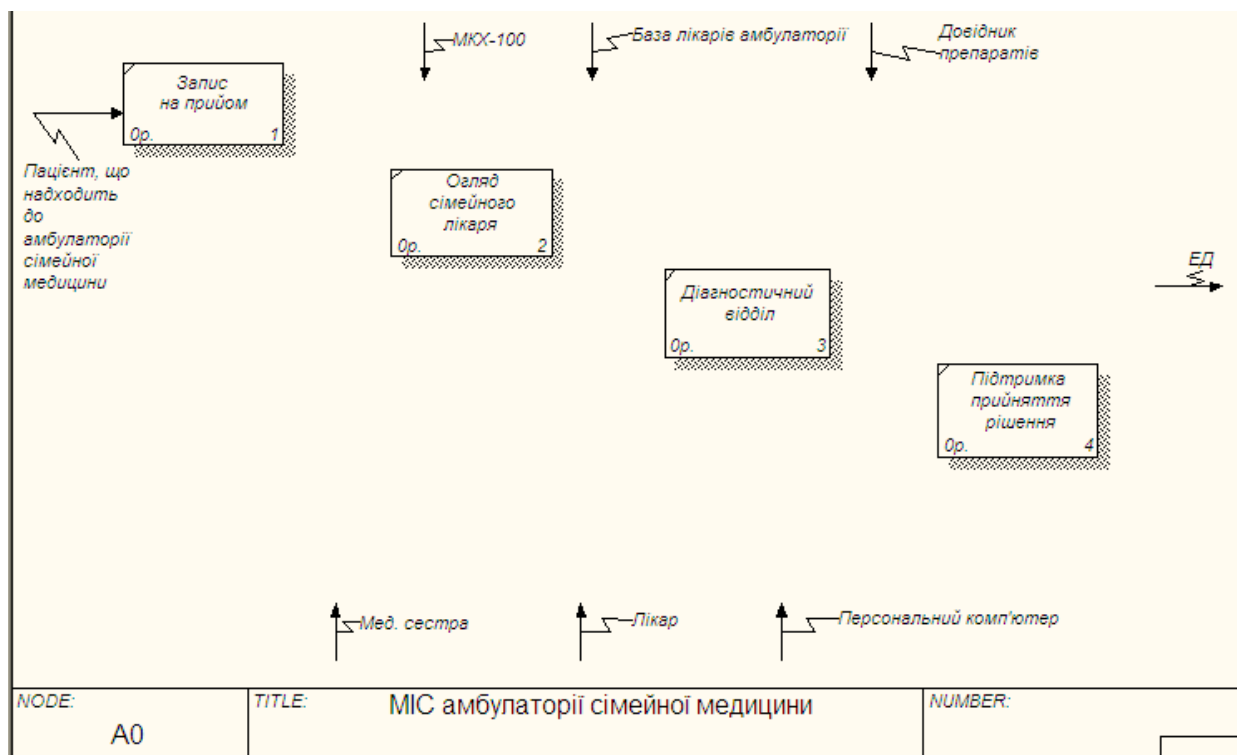 МКХ-100
База лікарів амбулаторії
Довідник
препаратів
Запис
на прийом
0р.
1
Пацієнт, що
надходить
до
амбулаторії
сімейної
медицини
Огляд
сімейного
лікаря
0р.
2
Діагностичний
відділ
0р.
3
ЕД
Підтримка
прийняття
рішення
0р.
4
Мед. сестра
Лікар
Персональний комп'ютер
NODE:
A0
TITLE:
МІС амбулаторії сімейної медицини
NUMBER: